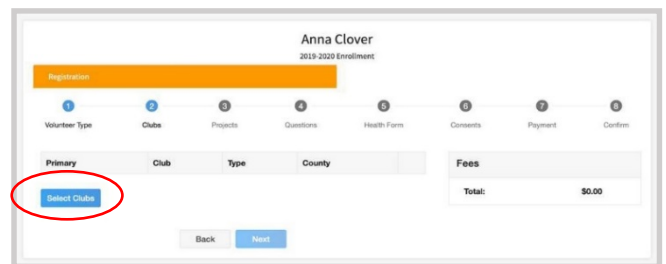 Anna Clover
2019-2020 Enrollment
Registration
1 2 3 4 5 6 7 8
Volunteer Type Clubs Projects Questions Health Form Consents Payment Confirm
Primary Club Type County Fees
Select Clubs Total: $0.00
Back Next